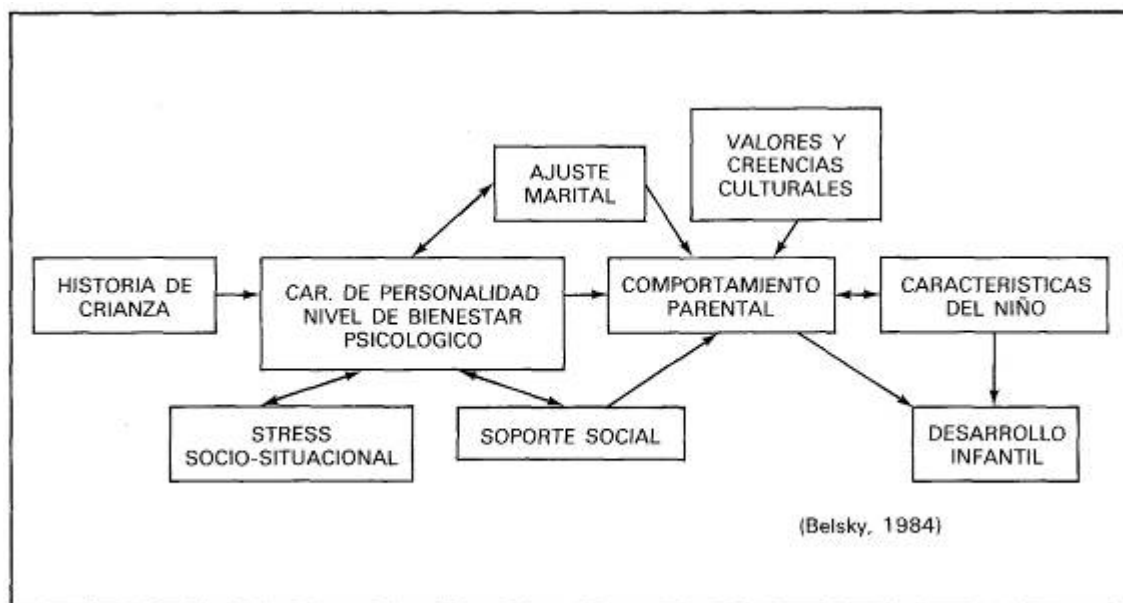 VALORES Y
CREENCIAS
CULTURALES
AJUSTE
MARITAL
HISTORIA DE
CRIANZA
CAR. DE PERSONALIDAD
NIVEL DE BIENESTAR
PSICOLOGICO
COMPORTAMIENTO
PARENTAL
CARACTERISTICAS
DEL NIÑO
STRESS
SOCIO-SITUACIONAL
SOPORTE SOCIAL
DESARROLLO
INFANTIL
(Belsky, 1984)